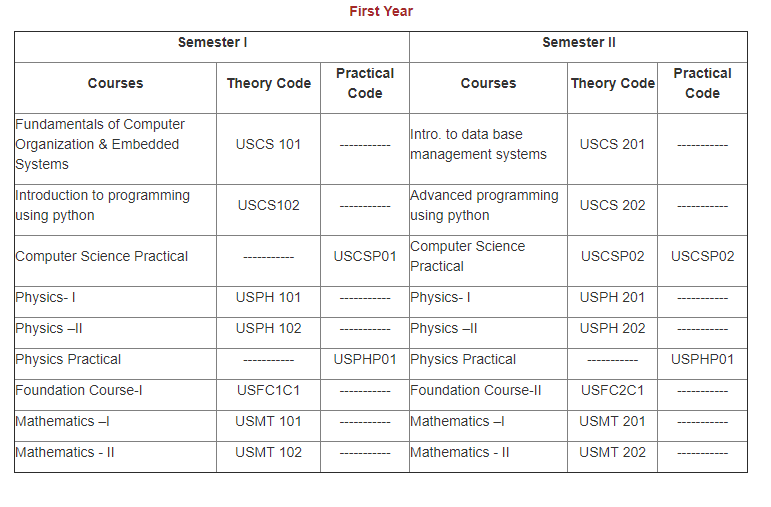 First Year
Semester I Semester II
Courses Theory Code Practical Code Courses Theory Code Practical Code
Fundamentals of Computer Organization & Embedded Systems USCS 101 ----------- Intro. to data base management systems USCS 201 -----------
Introduction to programming using python USCS102 ----------- Advanced programming using python USCS 202 -----------
Computer Science Practical ----------- USCSP01 Computer Science Practical USCSP02 USCSP02
Physics- I USPH 101 ----------- Physics- I USPH 201 -----------
Physics –II USPH 102 ----------- Physics –II USPH 202 -----------
Physics Practical ----------- USPHP01 Physics Practical ----------- USPHP01
Foundation Course-I USFC1C1 ----------- Foundation Course-II USFC2C1 -----------
Mathematics –I USMT 101 ----------- Mathematics –I USMT 201 -----------
Mathematics - II USMT 102 ----------- Mathematics - II USMT 202 -----------